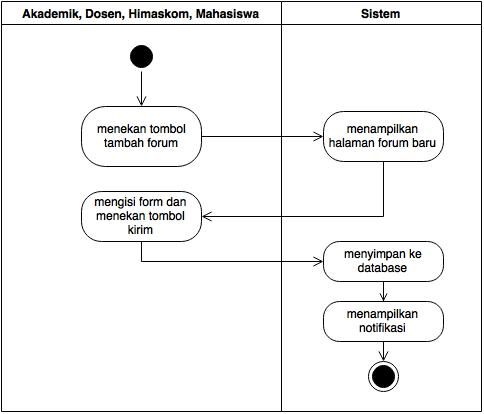 Akademik, Dosen, Himaskom, Mahasiswa
Sistem
menekan tombol
tambah forum
menampilkan
halaman forum baru
mengisi form dan
menekan tombol
kirim
menyimpan ke
database
menampilkan
notifikasi